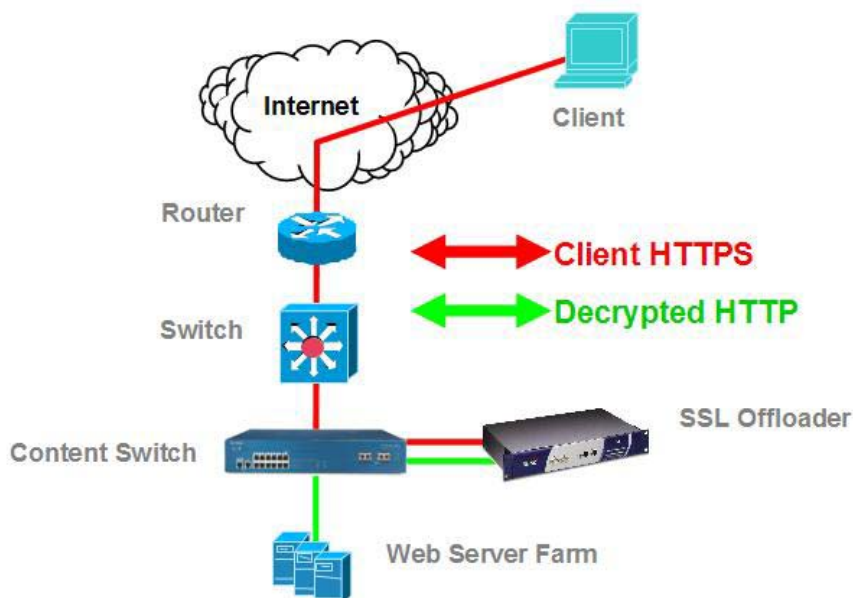 Internet
Client
Router
Client HTTPS
Decrypted HTTP
Switch
SSL Offloader
Content Switch
Web Server Farm